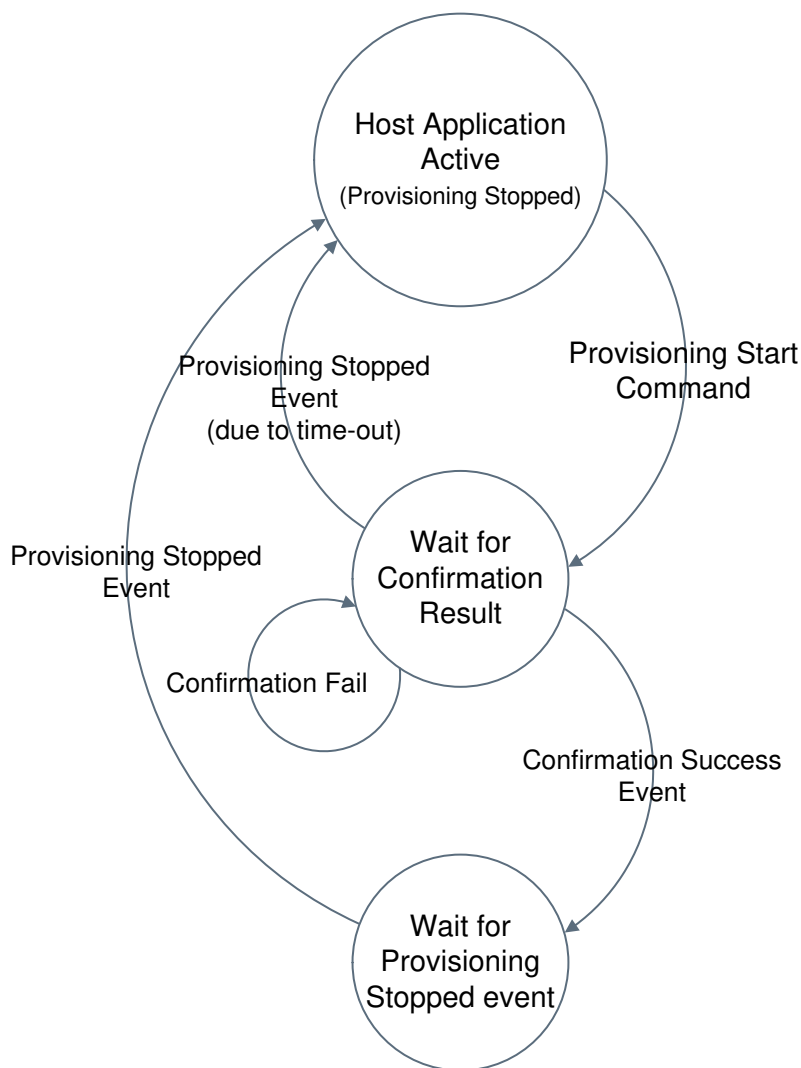 Host Application
Active
(Provisioning Stopped)
Provisioning Stopped
Event
(due to time-out)
Provisioning Start
Command
Provisioning Stopped
Event
Wait for
Confirmation
Result
Confirmation Fail
Confirmation Success
Event
Wait for
Provisioning
Stopped event